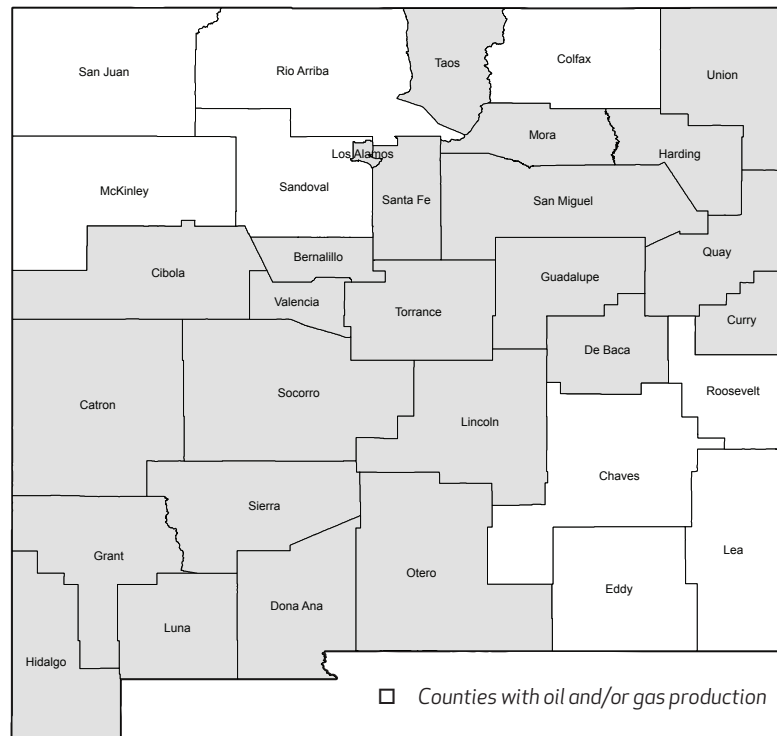 Taos
Colfax
San Juan
Rio Arriba
Union
Mora
Los Alamos
Harding
McKinley
Sandoval
Santa Fe
San Miguel
Quay
Bernalillo
Cibola
Guadalupe
Valencia
Torrance
Curry
De Baca
Roosevelt
Socorro
Catron
Lincoln
Chaves
Sierra
Lea
Grant
Otero
Eddy
Dona Ana
Luna
Hidalgo
Counties with oil and/or gas production